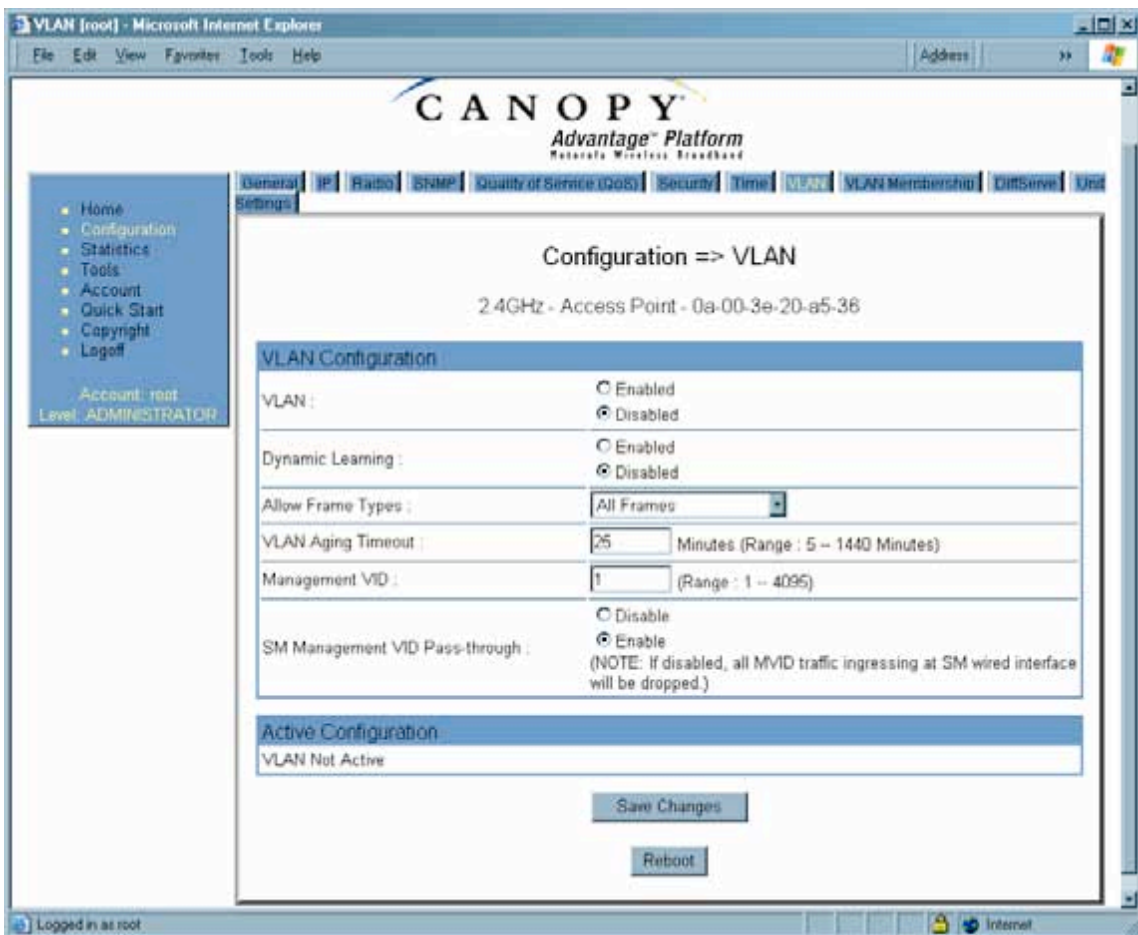 VLAN [root] - Microsoft Internet Explorer
File Edit View Favorites Tools Help
Address
CANOPY
Advantage™ Platform
Motorola Wireless Broadband
General IP Radio SNMP Quality of Service (QoS) Security Time VLAN VLAN Membership DiffServe Unit
Settings
Home
Configuration
Statistics
Tools
Account
Quick Start
Copyright
Logoff
Account: root
Level: ADMINISTRATOR
Configuration => VLAN
2.4GHz - Access Point - 0a-00-3e-20-a5-36
VLAN Configuration
VLAN :
Enabled
Disabled
Dynamic Learning :
Enabled
Disabled
Allow Frame Types :
All Frames
VLAN Aging Timeout :
25 Minutes (Range : 5 -- 1440 Minutes)
Management VID :
1 (Range : 1 -- 4095)
SM Management VID Pass-through :
Disable
Enable
(NOTE: If disabled, all MVID traffic ingressing at SM wired interface
will be dropped.)
Active Configuration
VLAN Not Active
Save Changes
Reboot
Logged in as root
Internet